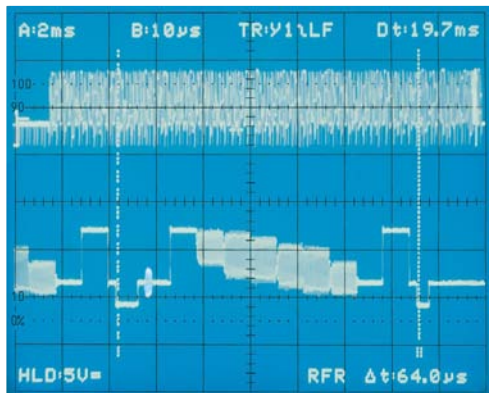 A:2ms B:10µs TR:Y1~LF Dt:19.7ms
100
90
10
0%
HLD:5V= RFR Δt:64.0µs